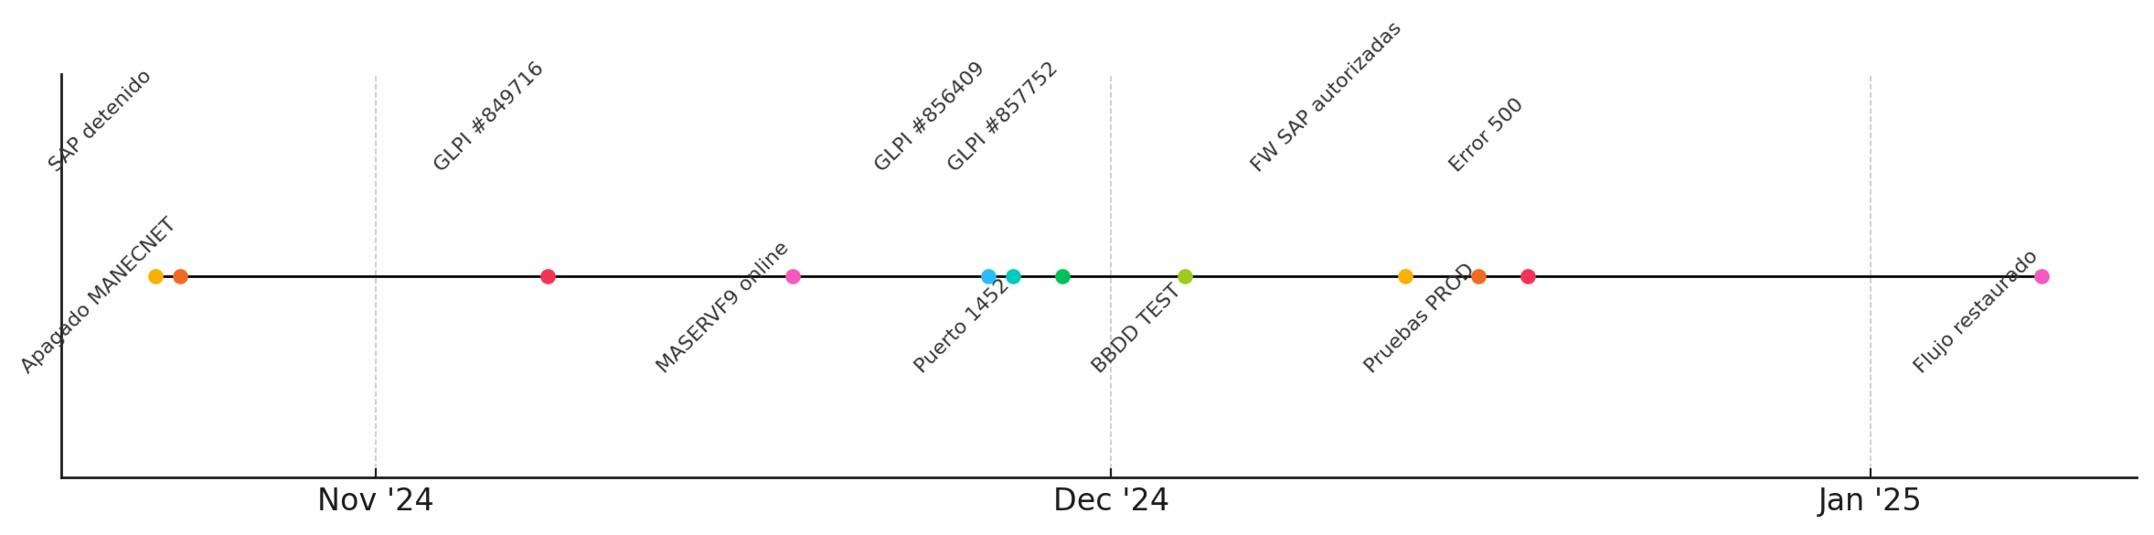 SAP detenido
Apagado MANECNET
GLPI #849716
MASERVF9 online
GLPI #856409
Puerto 1452
GLPI #857752
BBDD TEST
FW SAP autorizadas
Pruebas PROD
Error 500
Flujo restaurado
Nov '24
Dec '24
Jan '25